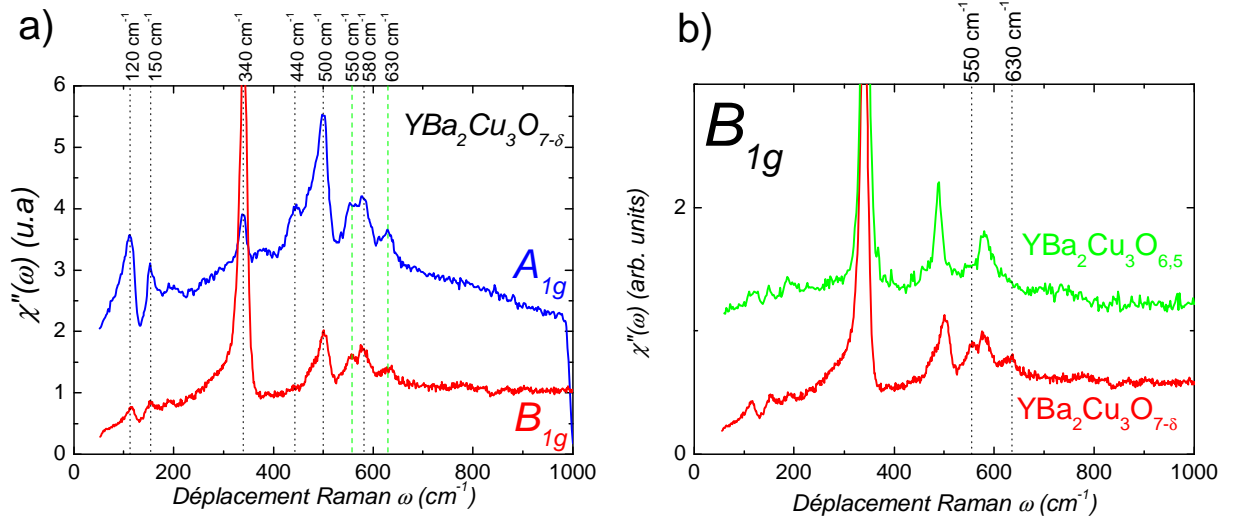 a)
120 cm⁻¹
150 cm⁻¹
340 cm⁻¹
440 cm⁻¹
500 cm⁻¹
550 cm⁻¹
580 cm⁻¹
630 cm⁻¹
6
5
4
3
2
1
0
χ"(ω) (u.a)
YBa₂Cu₃O₇₋δ
A₁g
B₁g
0
200
400
600
800
1000
Déplacement Raman ω (cm⁻¹)
b)
550 cm⁻¹
630 cm⁻¹
B₁g
2
1
0
χ"(ω) (arb. units)
YBa₂Cu₃O₆,₅
YBa₂Cu₃O₇₋δ
0
200
400
600
800
1000
Déplacement Raman ω (cm⁻¹)